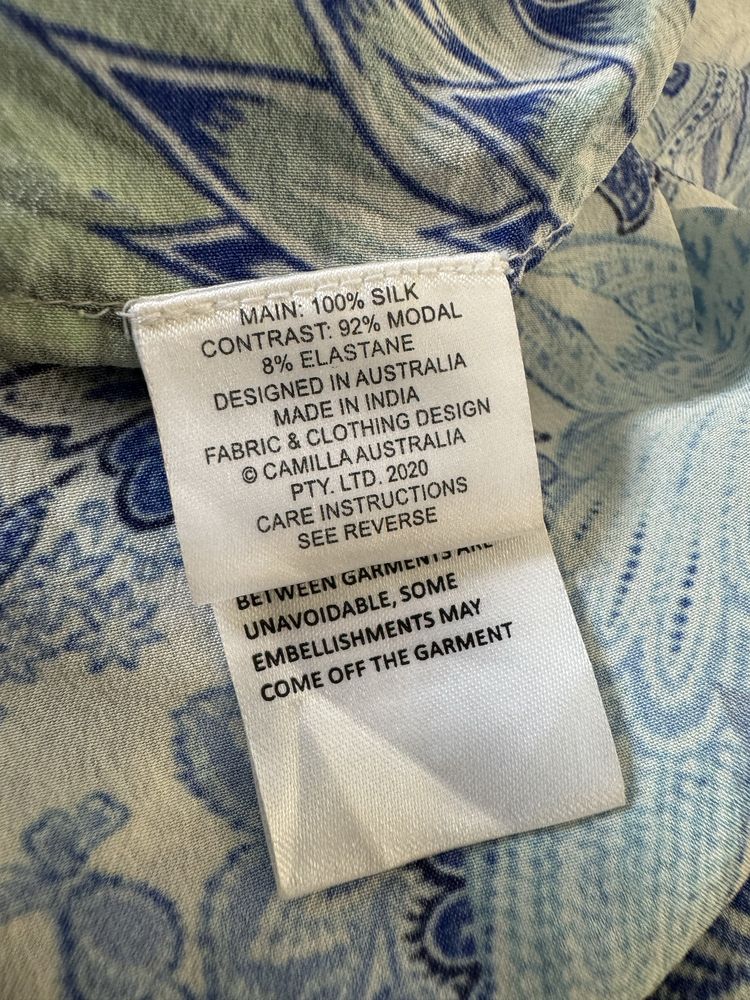 MAIN: 100% SILK
CONTRAST: 92% MODAL
8% ELASTANE
DESIGNED IN AUSTRALIA
MADE IN INDIA
FABRIC & CLOTHING DESIGN
© CAMILLA AUSTRALIA
PTY. LTD. 2020
CARE INSTRUCTIONS
SEE REVERSE
BETWEEN GARMENTS ARE
UNAVOIDABLE, SOME
EMBELLISHMENTS MAY
COME OFF THE GARMENT